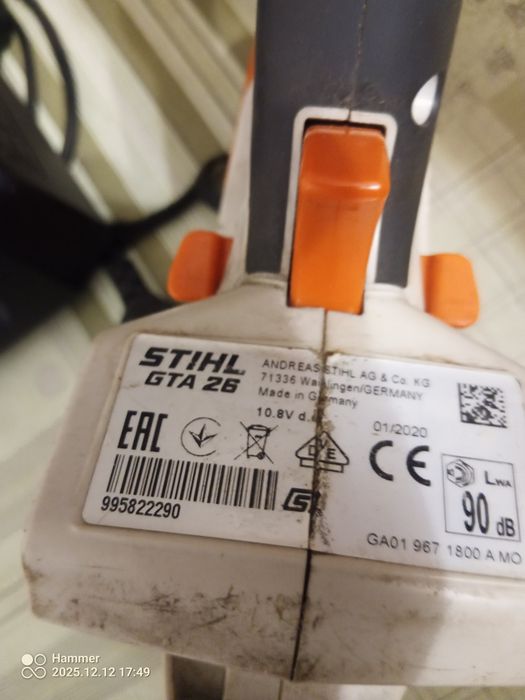 STIHL
GTA 26
ANDREAS STIHL AG & Co. KG
71336 Waiblingen/GERMANY
Made in Germany
10.8V d.c.
01/2020
EAC
DVE
CE
995822290
LWA
90 dB
GA01 967 1800 A MO
Hammer
2025.12.12 17:49